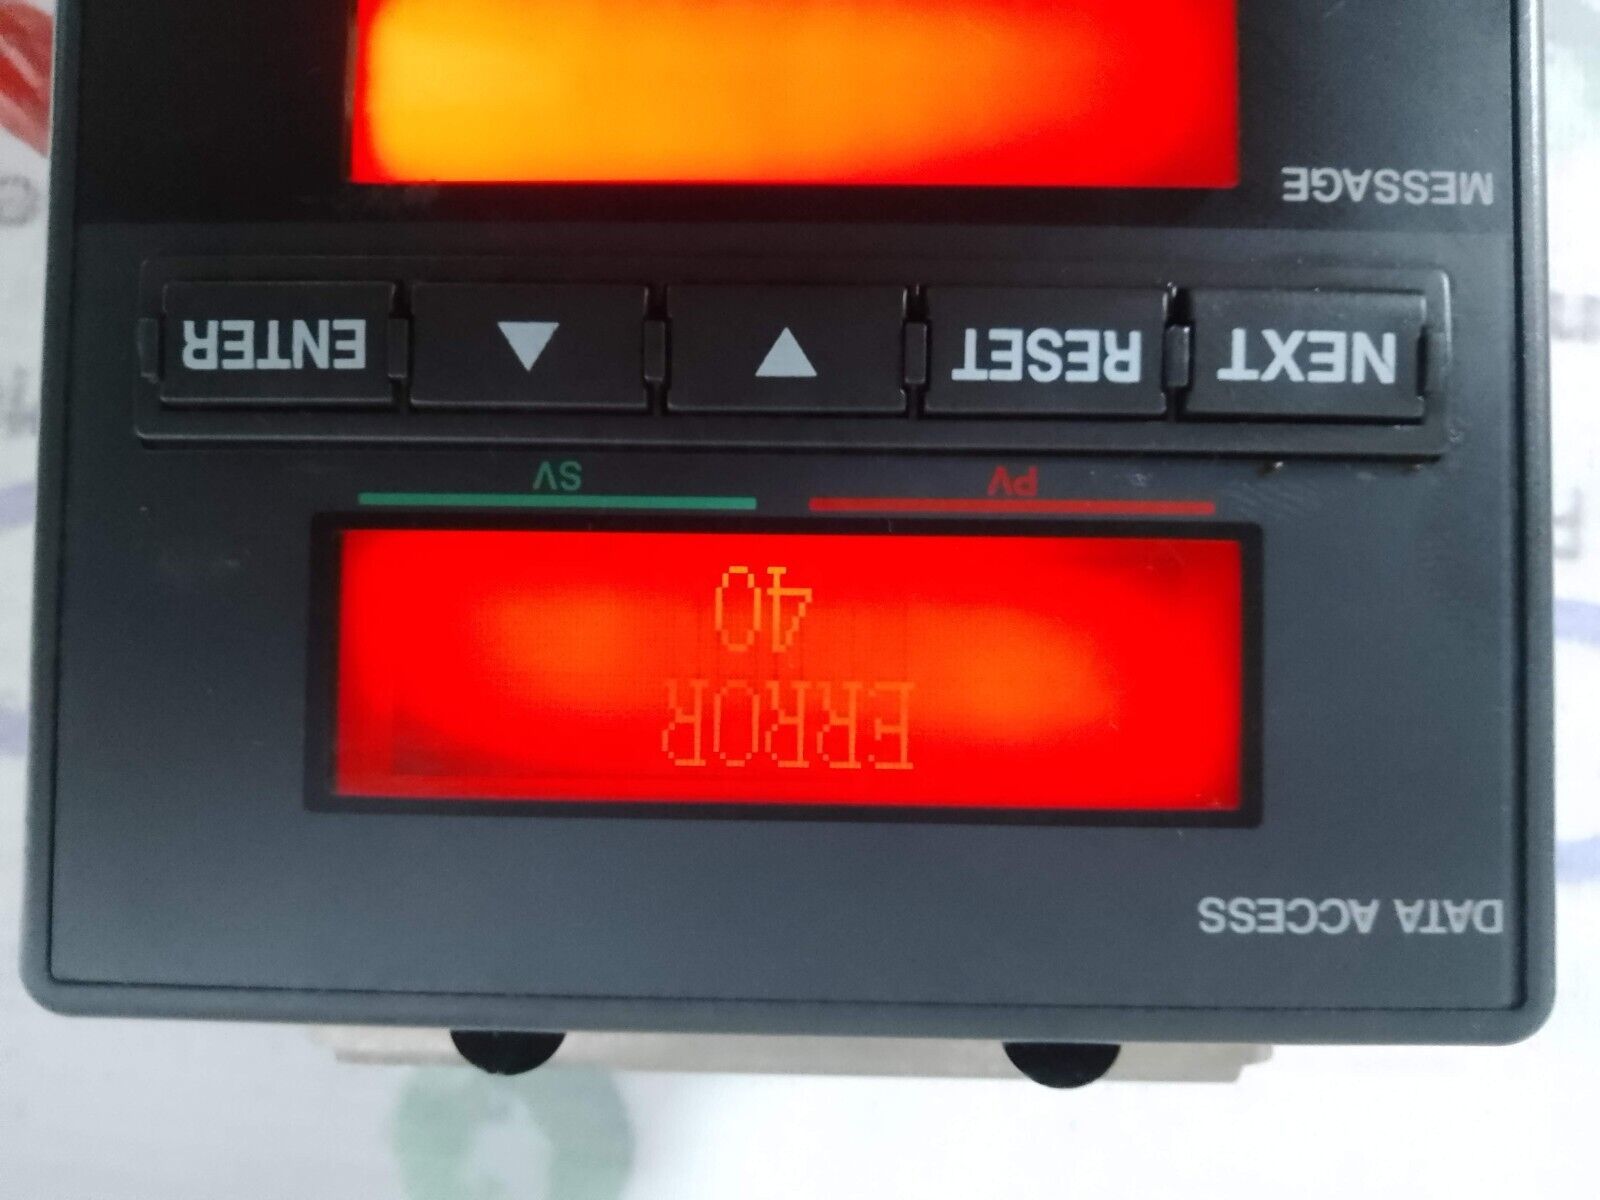 DATA ACCESS
ERROR
40
PV SV
NEXT RESET ▼ ▲ ENTER
MESSAGE